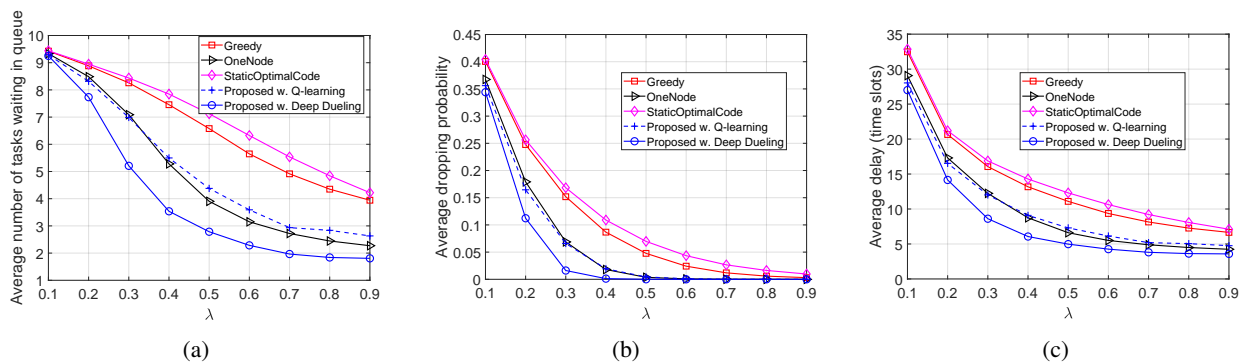 Average number of tasks waiting in queue
10
9
8
7
6
5
4
3
2
1
0.1 0.2 0.3 0.4 0.5 0.6 0.7 0.8 0.9
λ
Greedy
OneNode
StaticOptimalCode
Proposed w. Q-learning
Proposed w. Deep Dueling
(a)
Average dropping probability
0.45
0.4
0.35
0.3
0.25
0.2
0.15
0.1
0.05
0
0.1 0.2 0.3 0.4 0.5 0.6 0.7 0.8 0.9
λ
Greedy
OneNode
StaticOptimalCode
Proposed w. Q-learning
Proposed w. Deep Dueling
(b)
Average delay (time slots)
35
30
25
20
15
10
5
0
0.1 0.2 0.3 0.4 0.5 0.6 0.7 0.8 0.9
λ
Greedy
OneNode
StaticOptimalCode
Proposed w. Q-learning
Proposed w. Deep Dueling
(c)